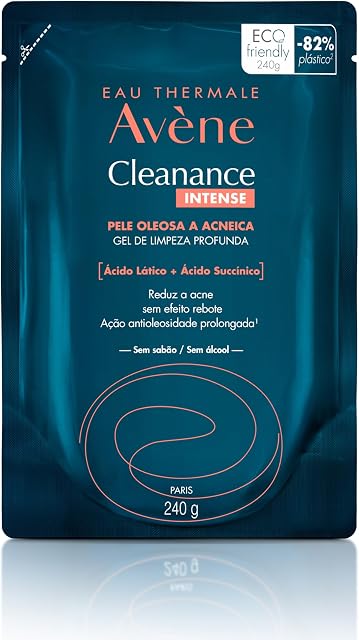 ECO
friendly
240g
-82%
plástico²
EAU THERMALE
Avène
Cleanance
INTENSE
PELE OLEOSA A ACNEICA
GEL DE LIMPEZA PROFUNDA
[Ácido Lático + Ácido Succínico]
Reduz a acne
sem efeito rebote
Ação antioleosidade prolongada¹
— Sem sabão / Sem álcool —
PARIS
240 g